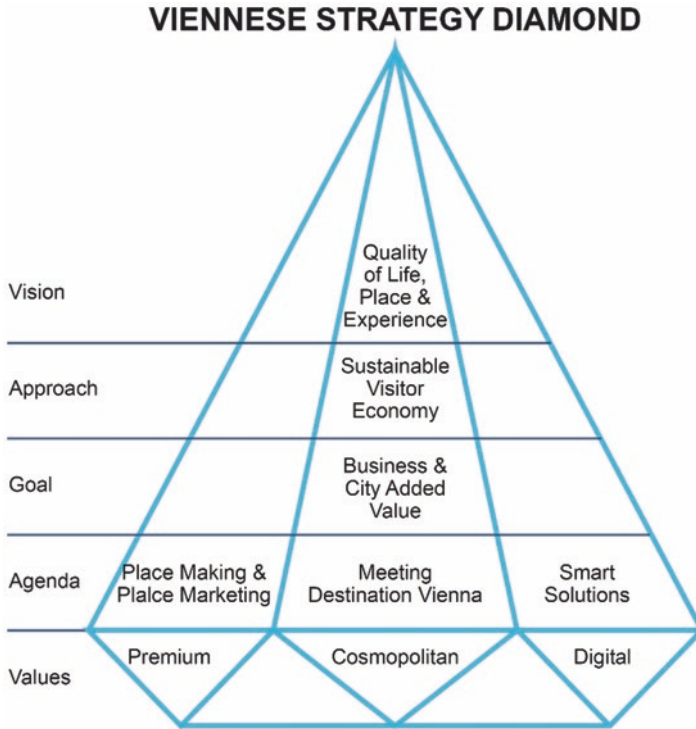 VIENNESE STRATEGY DIAMOND
Vision
Quality
of Life,
Place &
Experience
Approach
Sustainable
Visitor
Economy
Goal
Business &
City Added
Value
Agenda
Place Making &
Plalce Marketing
Meeting
Destination Vienna
Smart
Solutions
Values
Premium
Cosmopolitan
Digital